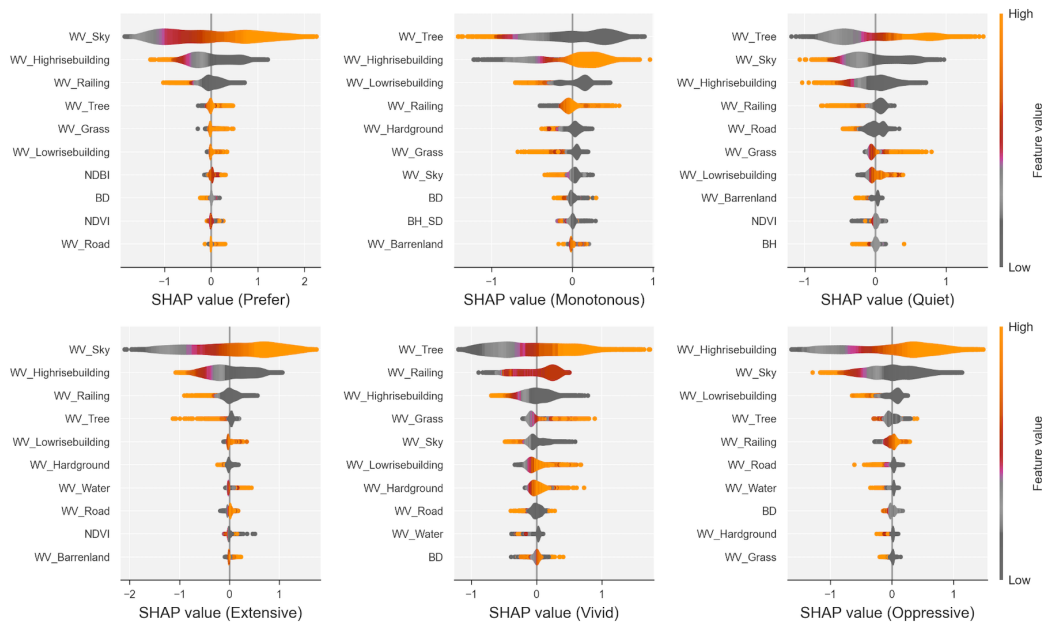 WV_Sky
WV_Highrisebuilding
WV_Railing
WV_Tree
WV_Grass
WV_Lowrisebuilding
NDBI
BD
NDVI
WV_Road
−1 0 1 2
SHAP value (Prefer)
WV_Tree
WV_Highrisebuilding
WV_Lowrisebuilding
WV_Railing
WV_Hardground
WV_Grass
WV_Sky
BD
BH_SD
WV_Barrenland
−1 0 1
SHAP value (Monotonous)
WV_Tree
WV_Sky
WV_Highrisebuilding
WV_Railing
WV_Road
WV_Grass
WV_Lowrisebuilding
WV_Barrenland
NDVI
BH
−1 0 1
SHAP value (Quiet)
High
Feature value
Low
WV_Sky
WV_Highrisebuilding
WV_Railing
WV_Tree
WV_Lowrisebuilding
WV_Hardground
WV_Water
WV_Road
NDVI
WV_Barrenland
−2 −1 0 1
SHAP value (Extensive)
WV_Tree
WV_Railing
WV_Highrisebuilding
WV_Grass
WV_Sky
WV_Lowrisebuilding
WV_Hardground
WV_Road
WV_Water
BD
−1 0 1
SHAP value (Vivid)
WV_Highrisebuilding
WV_Sky
WV_Lowrisebuilding
WV_Tree
WV_Railing
WV_Road
WV_Water
BD
WV_Hardground
WV_Grass
−1 0 1
SHAP value (Oppressive)
High
Feature value
Low